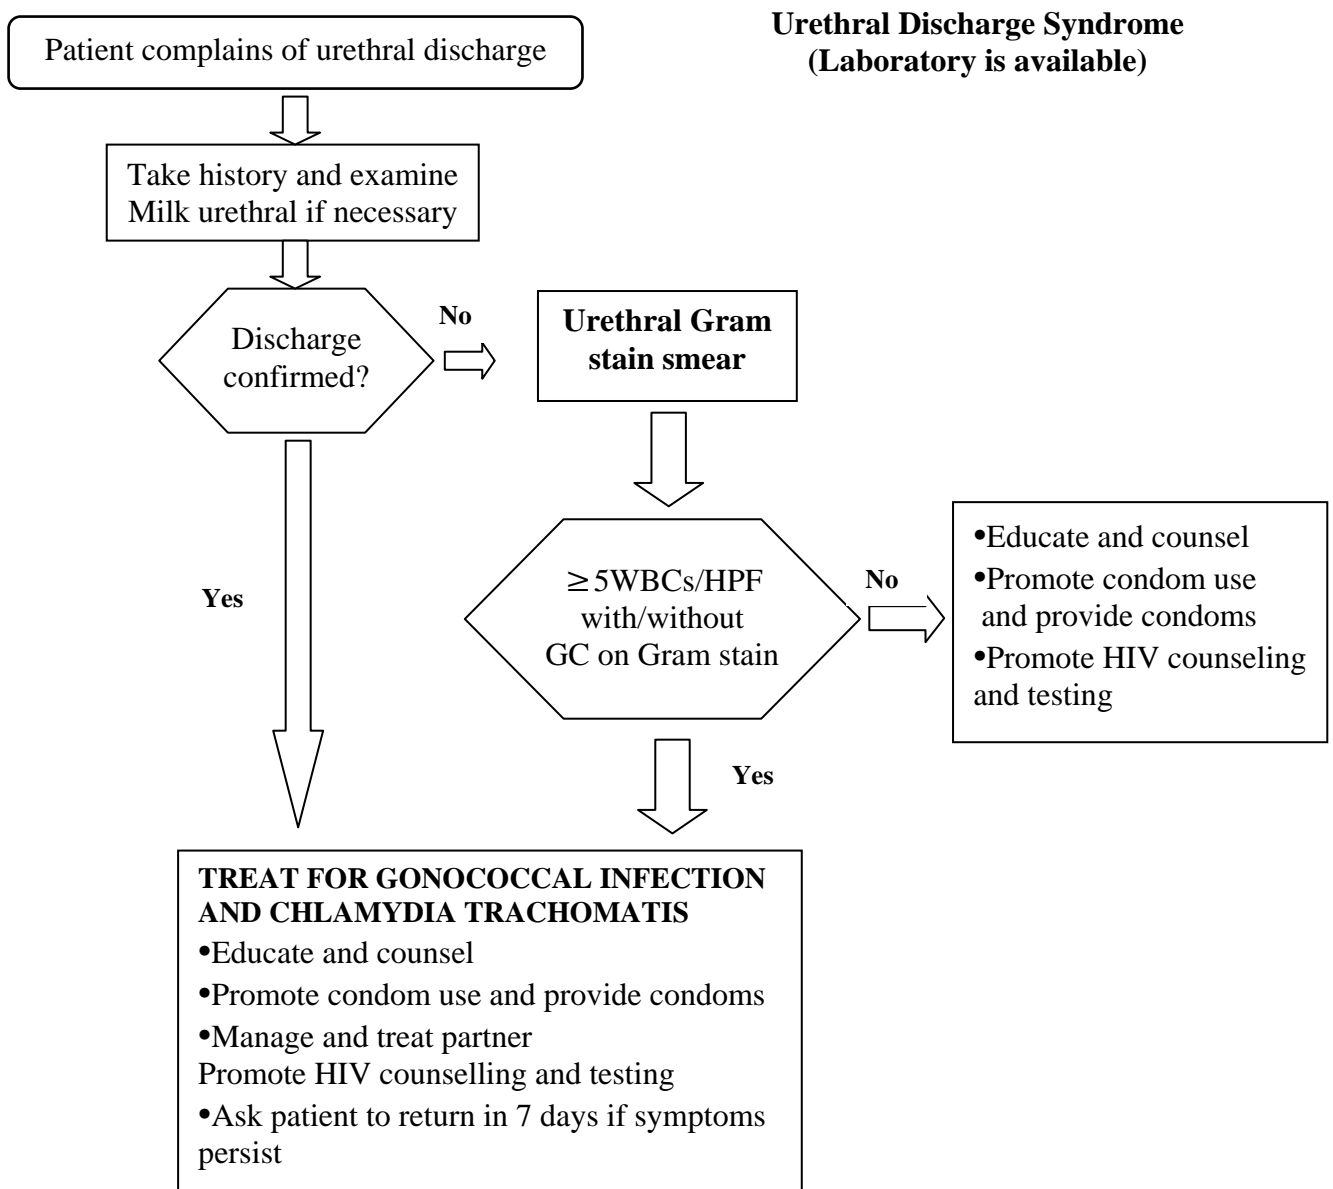 Urethral Discharge Syndrome
(Laboratory is available)
Patient complains of urethral discharge
Take history and examine
Milk urethral if necessary
Discharge
confirmed?
No
Urethral Gram
stain smear
Yes
≥5WBCs/HPF
with/without
GC on Gram stain
No
•Educate and counsel
•Promote condom use
and provide condoms
•Promote HIV counseling
and testing
Yes
TREAT FOR GONOCOCCAL INFECTION
AND CHLAMYDIA TRACHOMATIS
•Educate and counsel
•Promote condom use and provide condoms
•Manage and treat partner
Promote HIV counselling and testing
•Ask patient to return in 7 days if symptoms
persist